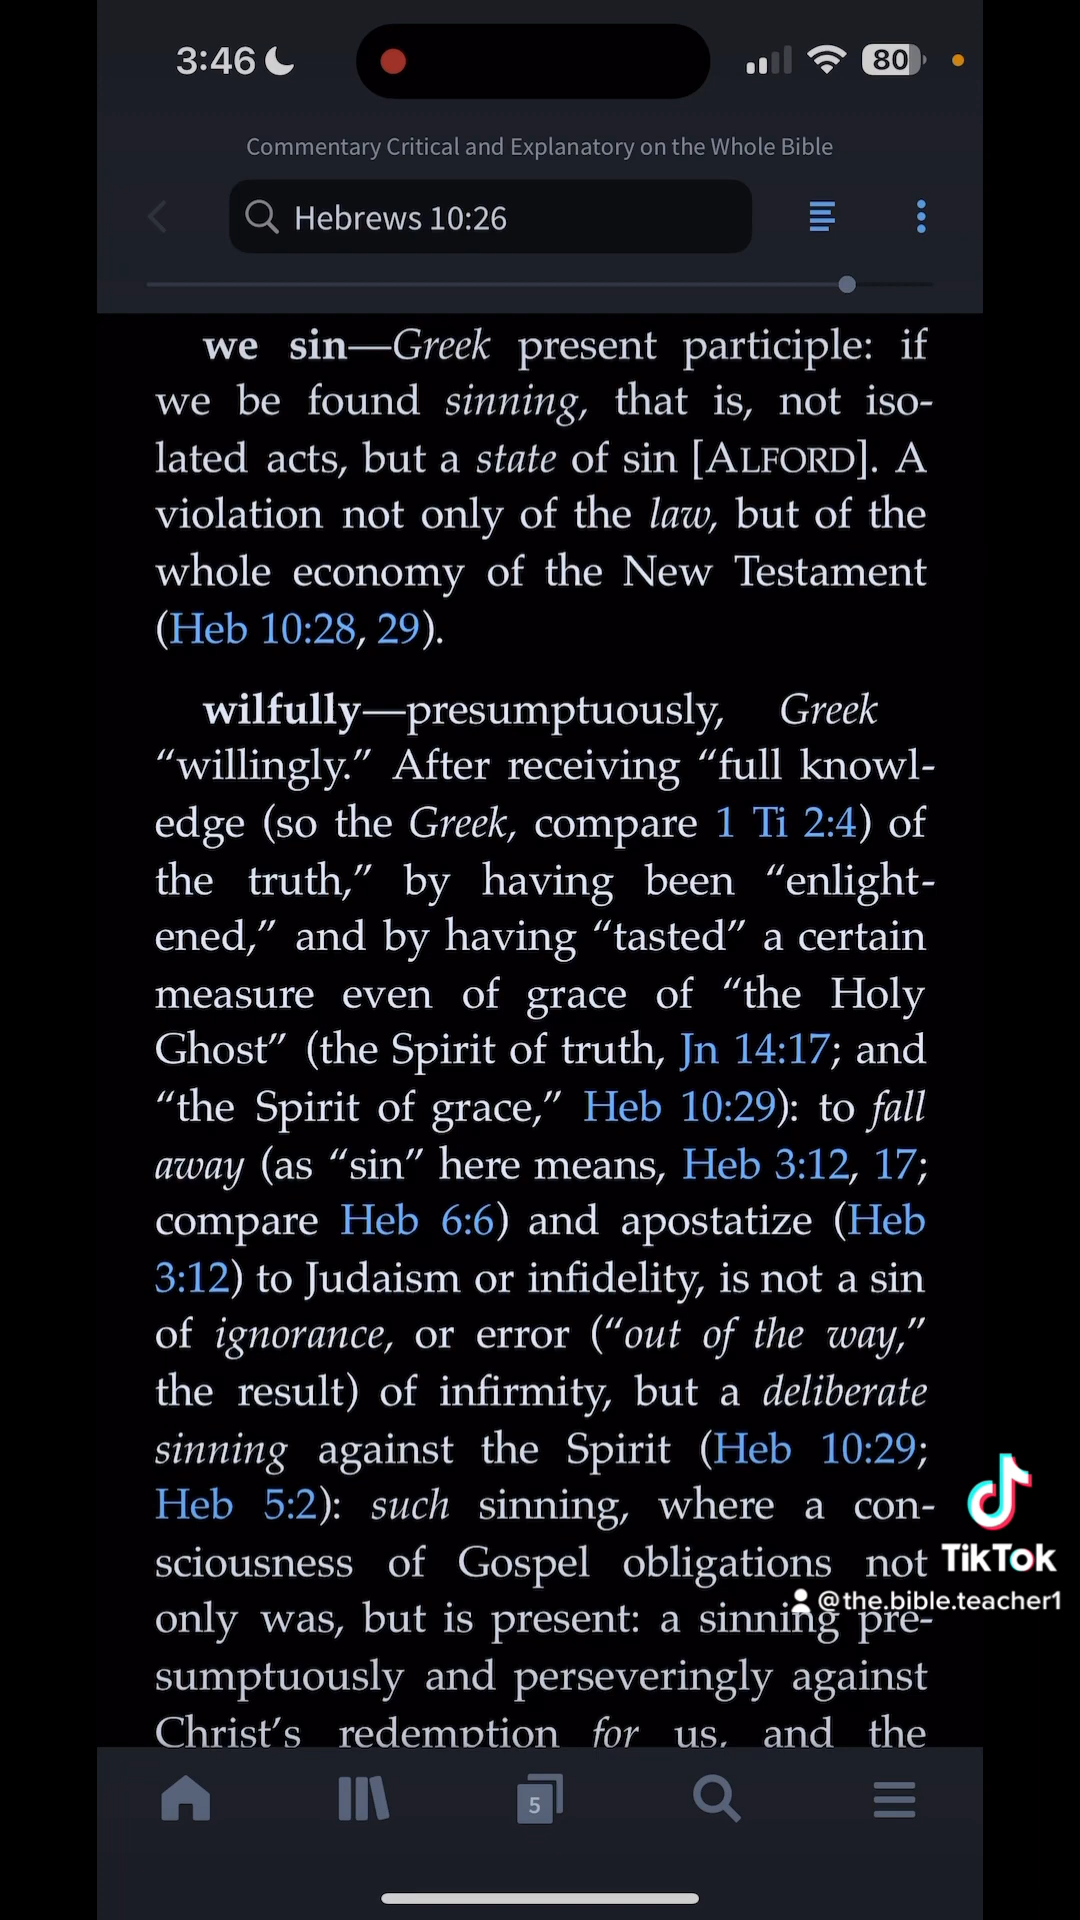 3:46
80
Commentary Critical and Explanatory on the Whole Bible
Hebrews 10:26
we sin—Greek present participle: if
we be found sinning, that is, not iso-
lated acts, but a state of sin [ALFORD]. A
violation not only of the law, but of the
whole economy of the New Testament
(Heb 10:28, 29).
wilfully—presumptuously, Greek
“willingly.” After receiving “full knowl-
edge (so the Greek, compare 1 Ti 2:4) of
the truth,” by having been “enlight-
ened,” and by having “tasted” a certain
measure even of grace of “the Holy
Ghost” (the Spirit of truth, Jn 14:17; and
“the Spirit of grace,” Heb 10:29): to fall
away (as “sin” here means, Heb 3:12, 17;
compare Heb 6:6) and apostatize (Heb
3:12) to Judaism or infidelity, is not a sin
of ignorance, or error (“out of the way,”
the result) of infirmity, but a deliberate
sinning against the Spirit (Heb 10:29;
Heb 5:2): such sinning, where a con-
sciousness of Gospel obligations not
only was, but is present: a sinning pre-
sumptuously and perseveringly against
Christ’s redemption for us, and the
TikTok
@the.bible.teacher1
5